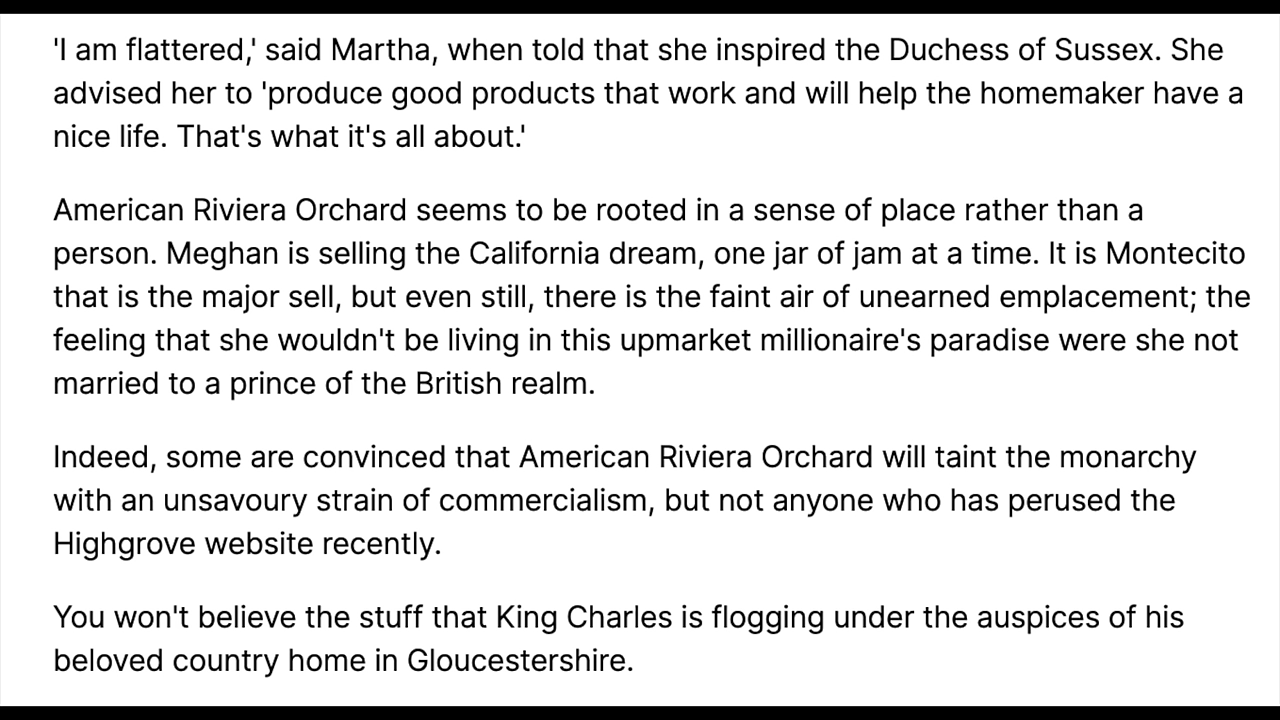 'I am flattered,' said Martha, when told that she inspired the Duchess of Sussex. She
advised her to 'produce good products that work and will help the homemaker have a
nice life. That's what it's all about.'
American Riviera Orchard seems to be rooted in a sense of place rather than a
person. Meghan is selling the California dream, one jar of jam at a time. It is Montecito
that is the major sell, but even still, there is the faint air of unearned emplacement; the
feeling that she wouldn't be living in this upmarket millionaire's paradise were she not
married to a prince of the British realm.
Indeed, some are convinced that American Riviera Orchard will taint the monarchy
with an unsavoury strain of commercialism, but not anyone who has perused the
Highgrove website recently.
You won't believe the stuff that King Charles is flogging under the auspices of his
beloved country home in Gloucestershire.